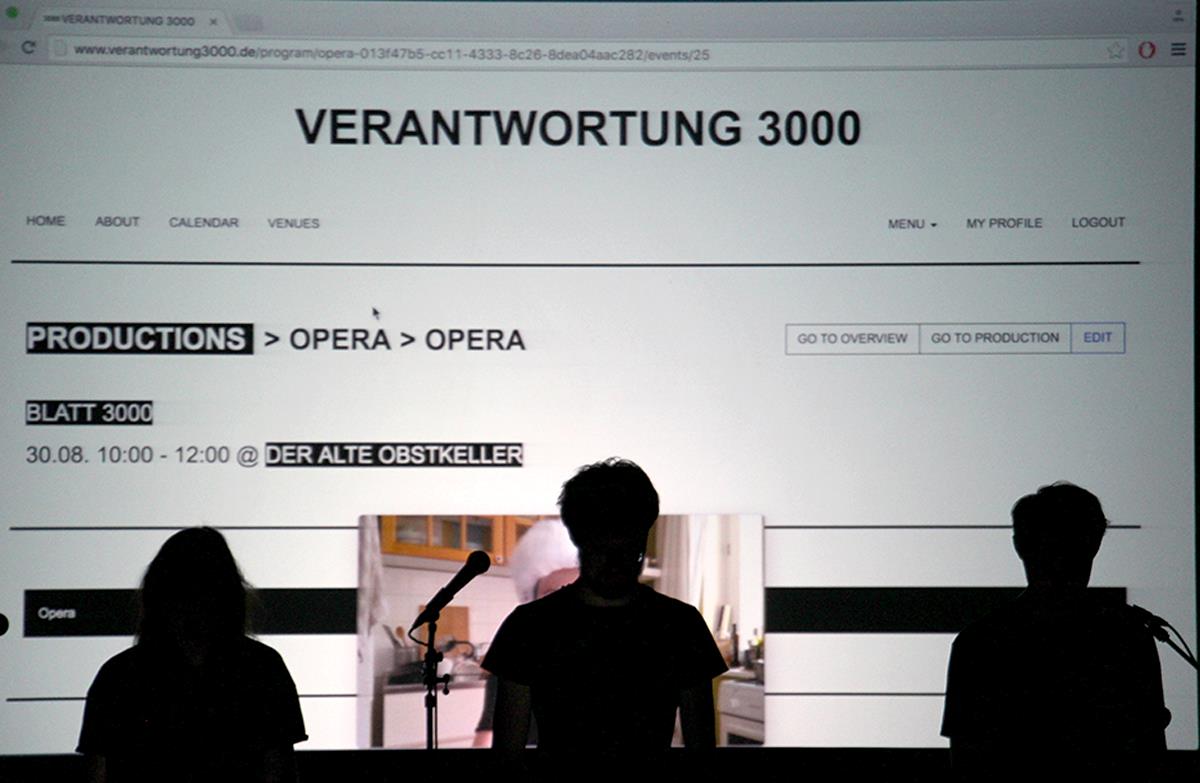 VERANTWORTUNG 3000
www.verantwortung3000.de/program/opera-013f47b5-cc11-4333-8c26-8dea04aac282/events/25
VERANTWORTUNG 3000
HOME ABOUT CALENDAR VENUES MENU MY PROFILE LOGOUT
PRODUCTIONS > OPERA > OPERA GO TO OVERVIEW GO TO PRODUCTION EDIT
BLATT 3000
30.08. 10:00 - 12:00 @ DER ALTE OBSTKELLER
Opera